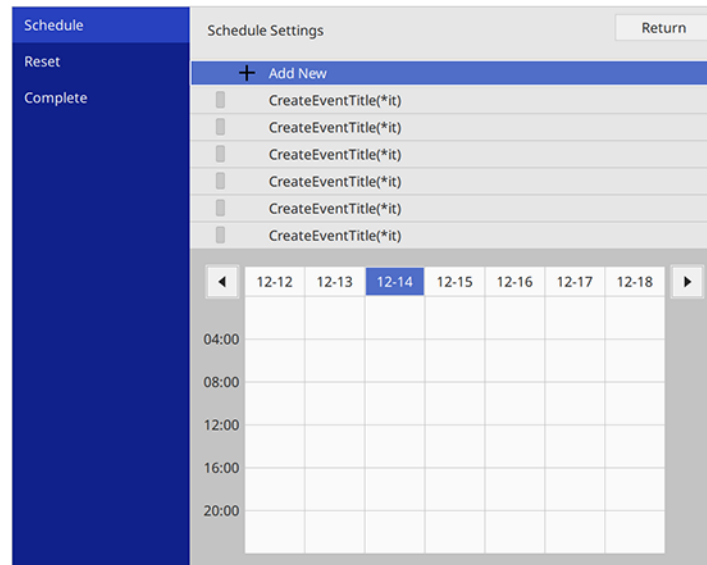 Schedule
Reset
Complete
Schedule Settings
Return
+ Add New
CreateEventTitle(*it)
CreateEventTitle(*it)
CreateEventTitle(*it)
CreateEventTitle(*it)
CreateEventTitle(*it)
CreateEventTitle(*it)
12-12 12-13 12-14 12-15 12-16 12-17 12-18
04:00
08:00
12:00
16:00
20:00